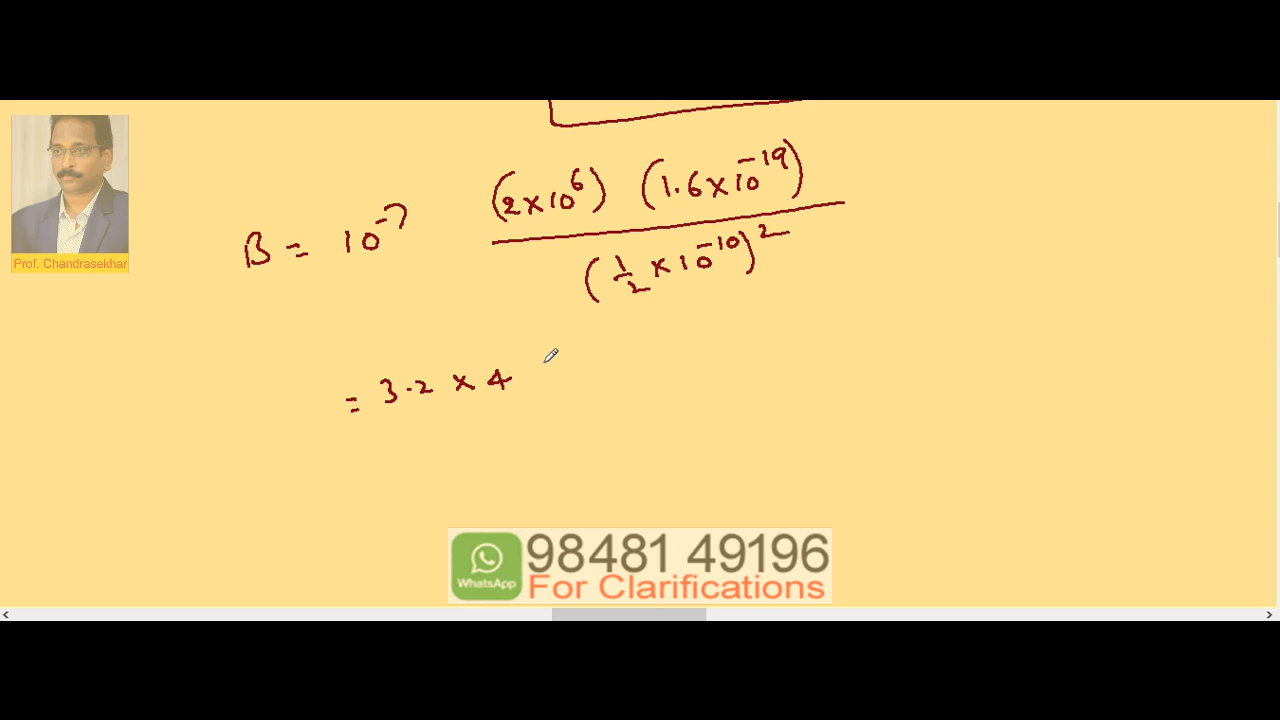 B = 10⁻⁷ (2×10⁶) (1.6×10⁻¹⁹) / (1/2 × 10⁻¹⁰)²
Prof. Chandrasekhar
= 3.2 × 4
98481 49196
WhatsApp
For Clarifications